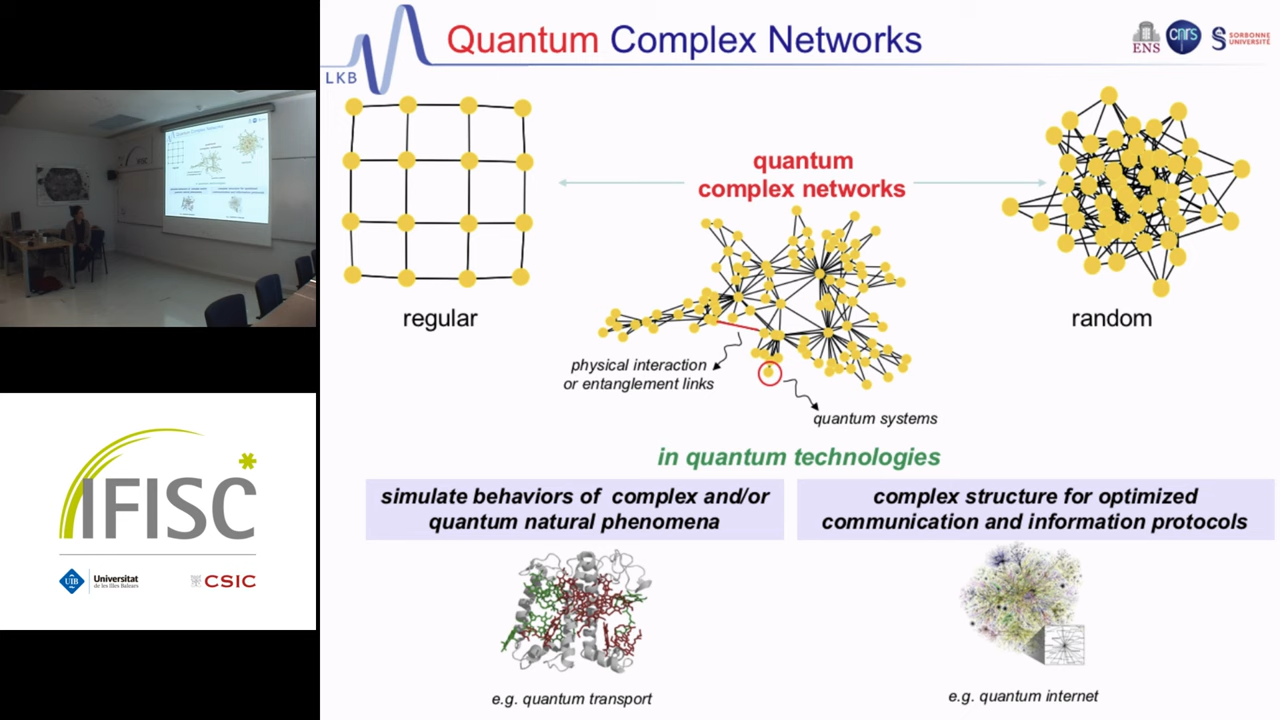 Quantum Complex Networks
LKB
ENS
cnrs
SORBONNE
UNIVERSITÉ
quantum
complex networks
regular
random
physical interaction
or entanglement links
quantum systems
in quantum technologies
simulate behaviors of complex and/or
quantum natural phenomena
complex structure for optimized
communication and information protocols
e.g. quantum transport
e.g. quantum internet
IFISC
UIB
Universitat
de les Illes Balears
CSIC